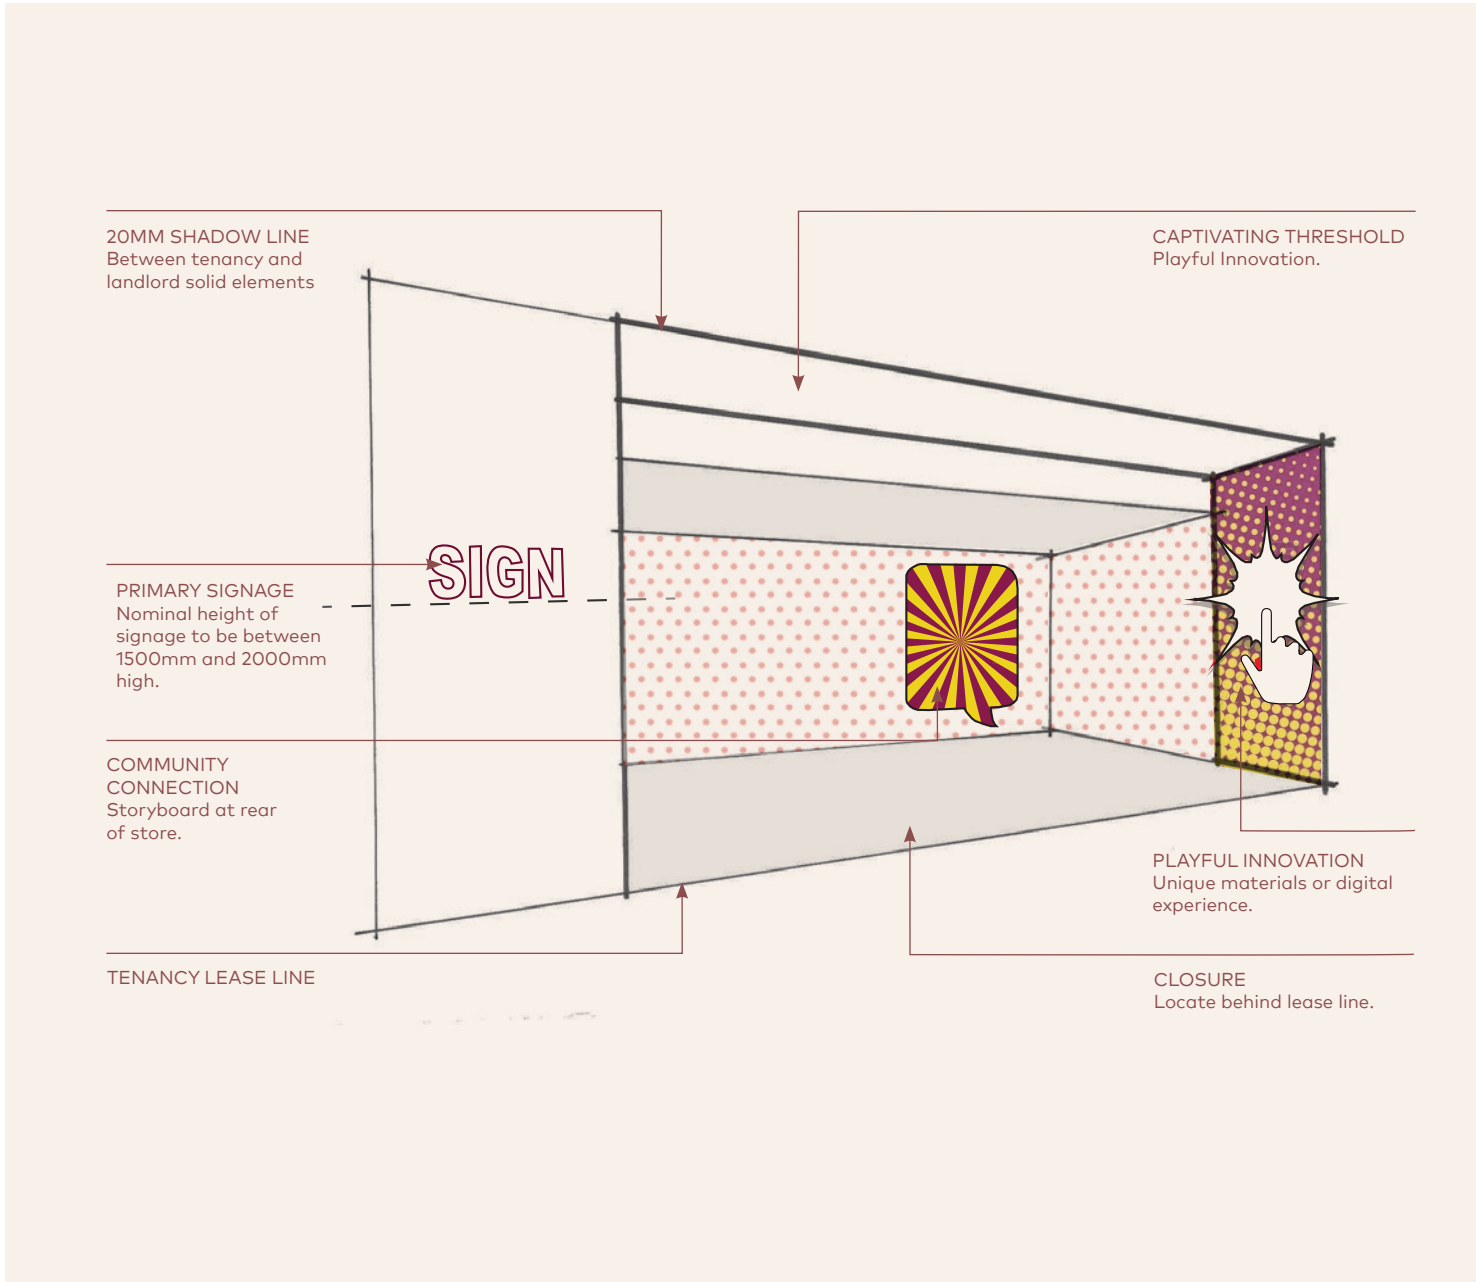 20MM SHADOW LINE
Between tenancy and
landlord solid elements
CAPTIVATING THRESHOLD
Playful Innovation.
SIGN
PRIMARY SIGNAGE
Nominal height of
signage to be between
1500mm and 2000mm
high.
COMMUNITY
CONNECTION
Storyboard at rear
of store.
PLAYFUL INNOVATION
Unique materials or digital
experience.
TENANCY LEASE LINE
CLOSURE
Locate behind lease line.